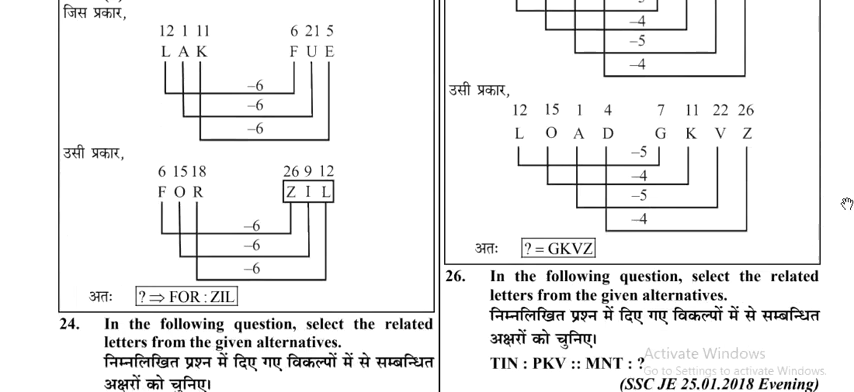 जिस प्रकार,
12 1 11 6 21 5
L A K F U E
–6
–6
–6
उसी प्रकार,
6 15 18 26 9 12
F O R Z I L
–6
–6
–6
अतः ? ⇒ FOR : ZIL
24. In the following question, select the related
letters from the given alternatives.
निम्नलिखित प्रश्न में दिए गए विकल्पों में से सम्बन्धित
अक्षरों को चुनिए।
–4
–5
–4
उसी प्रकार,
12 15 1 4 7 11 22 26
L O A D G K V Z
–5
–4
–5
–4
अतः ? = GKVZ
26. In the following question, select the related
letters from the given alternatives.
निम्नलिखित प्रश्न में दिए गए विकल्पों में से सम्बन्धित
अक्षरों को चुनिए।
TIN : PKV :: MNT : ?
(SSC JE 25.01.2018 Evening)
Activate Windows
Go to Settings to activate Windows.